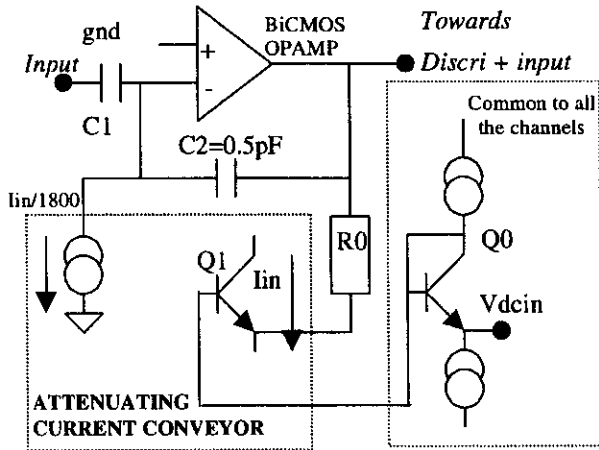 BiCMOS
OPAMP
gnd
Input
+
-
C1
Towards
Discri + input
Common to all
the channels
C2=0.5pF
Iin/1800
R0
Q0
Q1
Iin
Vdcin
ATTENUATING
CURRENT CONVEYOR